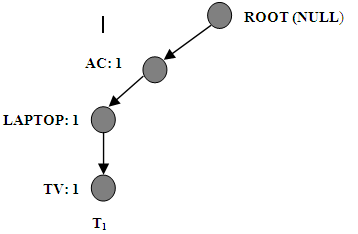 ROOT (NULL)
AC: 1
LAPTOP: 1
TV: 1
T1